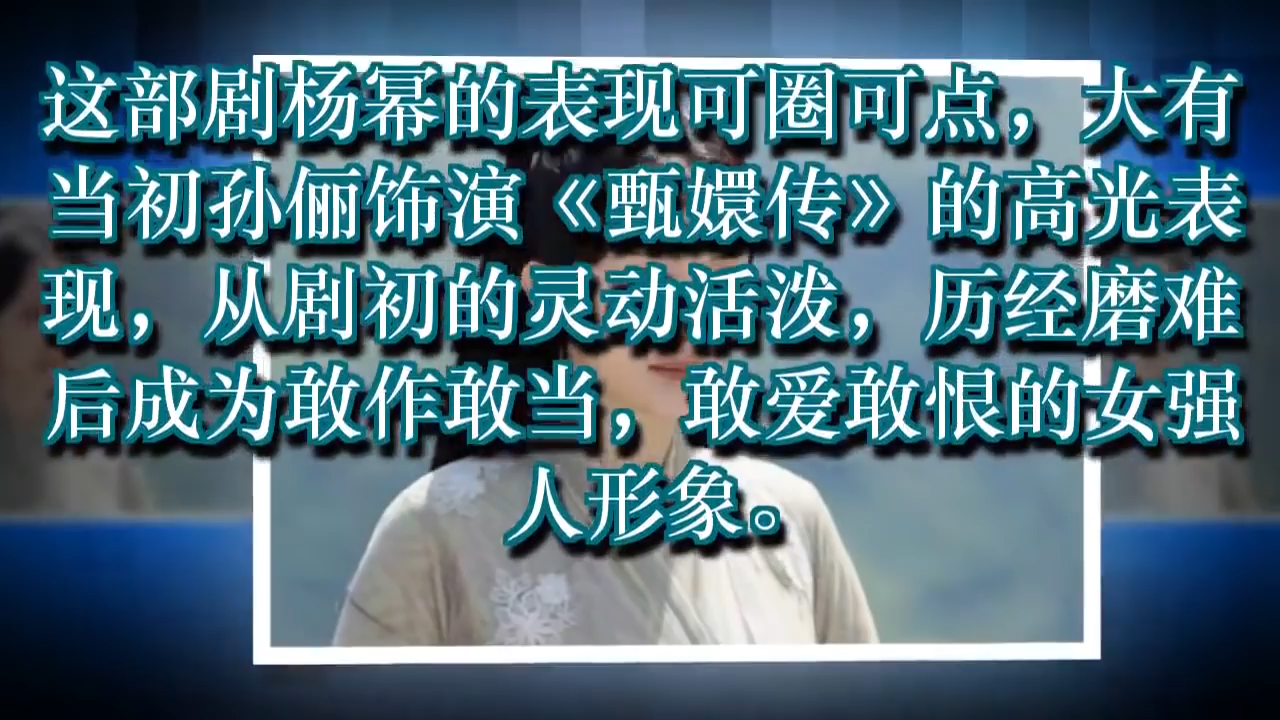 这部剧杨幂的表现可圈可点，大有
当初孙俪饰演《甄嬛传》的高光表
现，从剧初的灵动活泼，历经磨难
后成为敢作敢当，敢爱敢恨的女强
人形象。